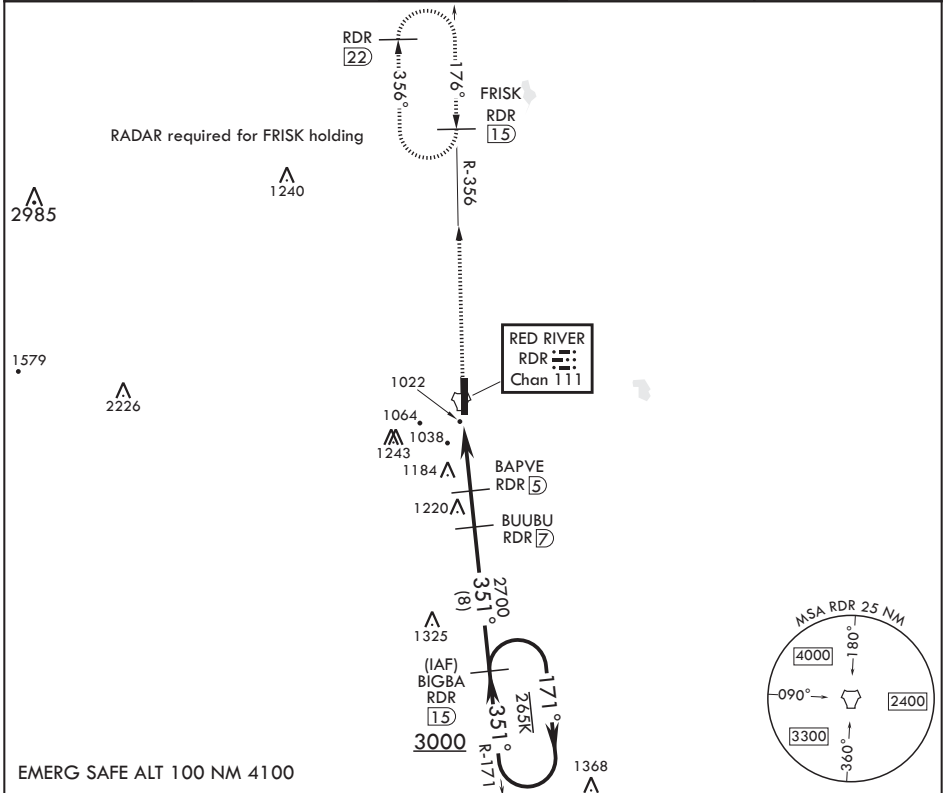 RDR
22
356°
176°
FRISK
RDR
15
RADAR required for FRISK holding
R-356
1240
2985
RED RIVER
RDR
Chan 111
1579
2226
1022
1064
1038
1243
1184
BAPVE
RDR 5
1220
BUUBU
RDR 7
2700
351°
(8)
1325
(IAF)
BIGBA
RDR
15
3000
351°
R-171
265K
171°
1368
MSA RDR 25 NM
180°
4000
090°
2400
3300
360°
EMERG SAFE ALT 100 NM 4100